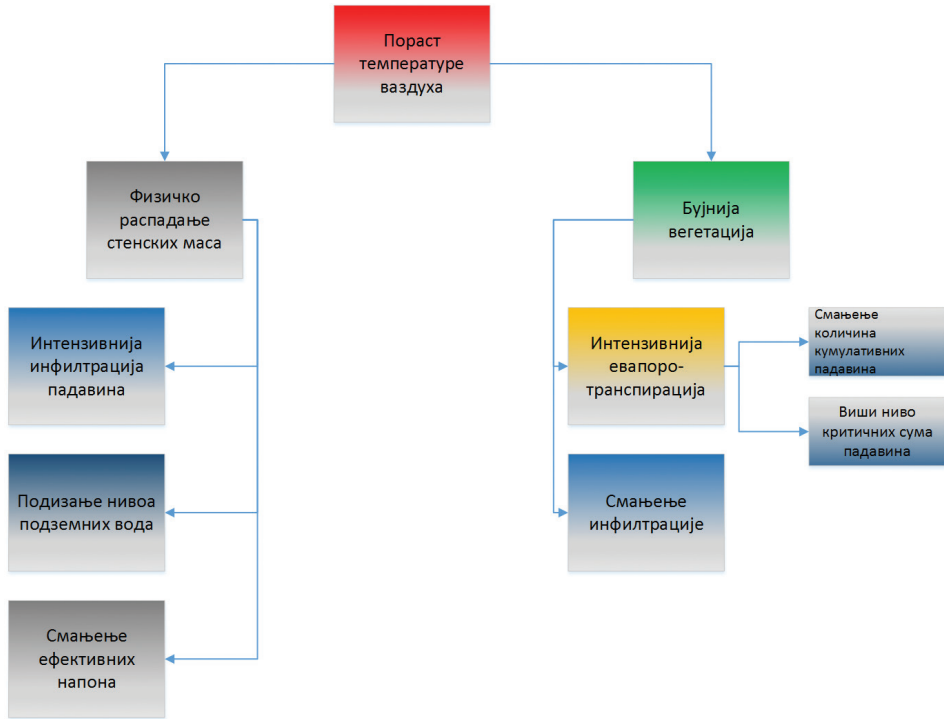 Пораст
температуре
ваздуха
Физичко
распадање
стенских маса
Бујнија
вегетација
Интензивнија
инфилтрација
падавина
Интензивнија
евапоро-
транспирација
Смањење
количина
кумулативних
падавина
Виши ниво
критичних сума
падавина
Подизање нивоа
подземних вода
Смањење
инфилтрације
Смањење
ефективних
напона